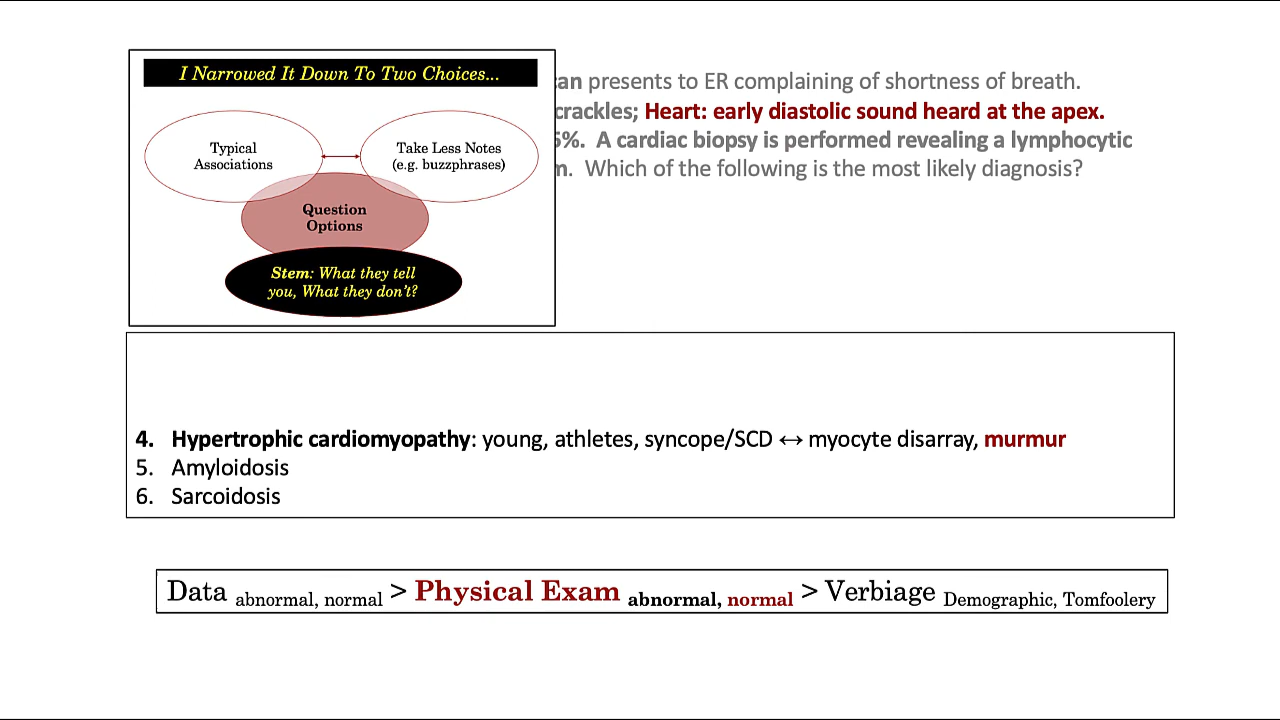 I Narrowed It Down To Two Choices...
Typical
Associations
Take Less Notes
(e.g. buzzphrases)
Question
Options
Stem: What they tell
you, What they don't?
presents to ER complaining of shortness of breath.
crackles; Heart: early diastolic sound heard at the apex.
5%. A cardiac biopsy is performed revealing a lymphocytic
Which of the following is the most likely diagnosis?
4. Hypertrophic cardiomyopathy: young, athletes, syncope/SCD ↔ myocyte disarray, murmur
5. Amyloidosis
6. Sarcoidosis
Data abnormal, normal > Physical Exam abnormal, normal > Verbiage Demographic, Tomfoolery